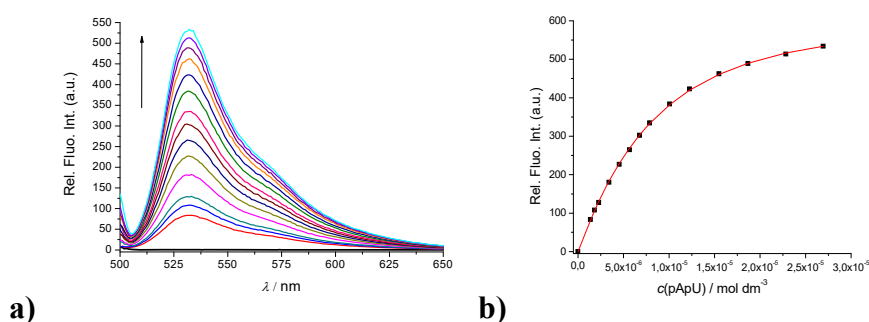 550
500
450
400
350
300
250
200
150
100
50
0
Rel. Fluo. Int. (a.u.)
500 525 550 575 600 625 650
λ / nm
a)
600
500
400
300
200
100
0
Rel. Fluo. Int. (a.u.)
0,0 5,0x10⁻⁶ 1,0x10⁻⁵ 1,5x10⁻⁵ 2,0x10⁻⁵ 2,5x10⁻⁵ 3,0x10⁻⁵
c(pApU) / mol dm⁻³
b)